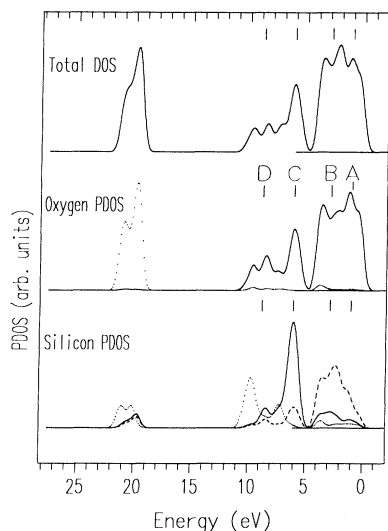 Total DOS
D C B A
Oxygen PDOS
Silicon PDOS
PDOS (arb. units)
25 20 15 10 5 0
Energy (eV)